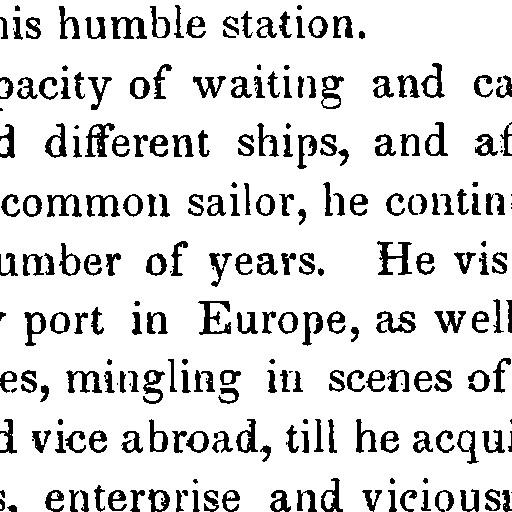 his humble station.
pacity of waiting and ca
d different ships, and af
common sailor, he contin
umber of years. He vis
port in Europe, as well
es, mingling in scenes of
d vice abroad, till he acqui
s, enterprise and viciousn